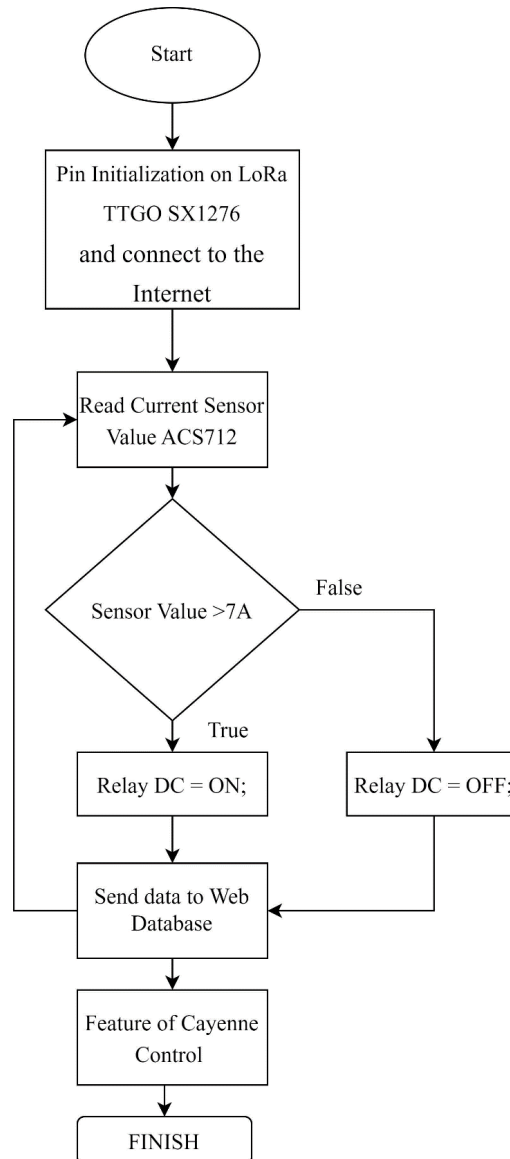 Start
Pin Initialization on LoRa
TTGO SX1276
and connect to the
Internet
Read Current Sensor
Value ACS712
Sensor Value >7A
False
True
Relay DC = ON;
Relay DC = OFF;
Send data to Web
Database
Feature of Cayenne
Control
FINISH